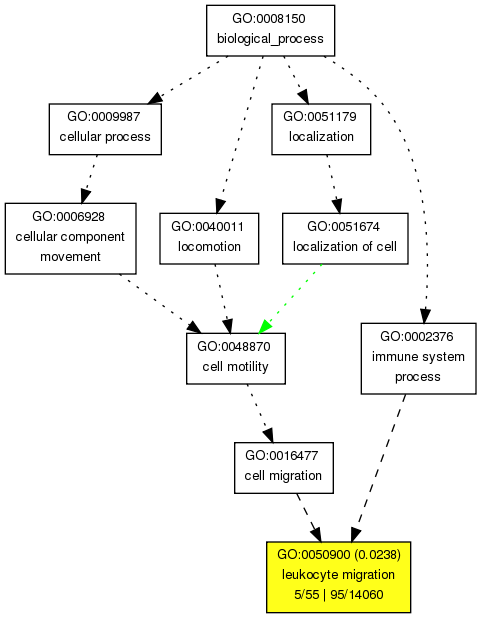 GO:0008150
biological_process
GO:0009987
cellular process
GO:0051179
localization
GO:0006928
cellular component
movement
GO:0040011
locomotion
GO:0051674
localization of cell
GO:0048870
cell motility
GO:0002376
immune system
process
GO:0016477
cell migration
GO:0050900 (0.0238)
leukocyte migration
5/55 | 95/14060